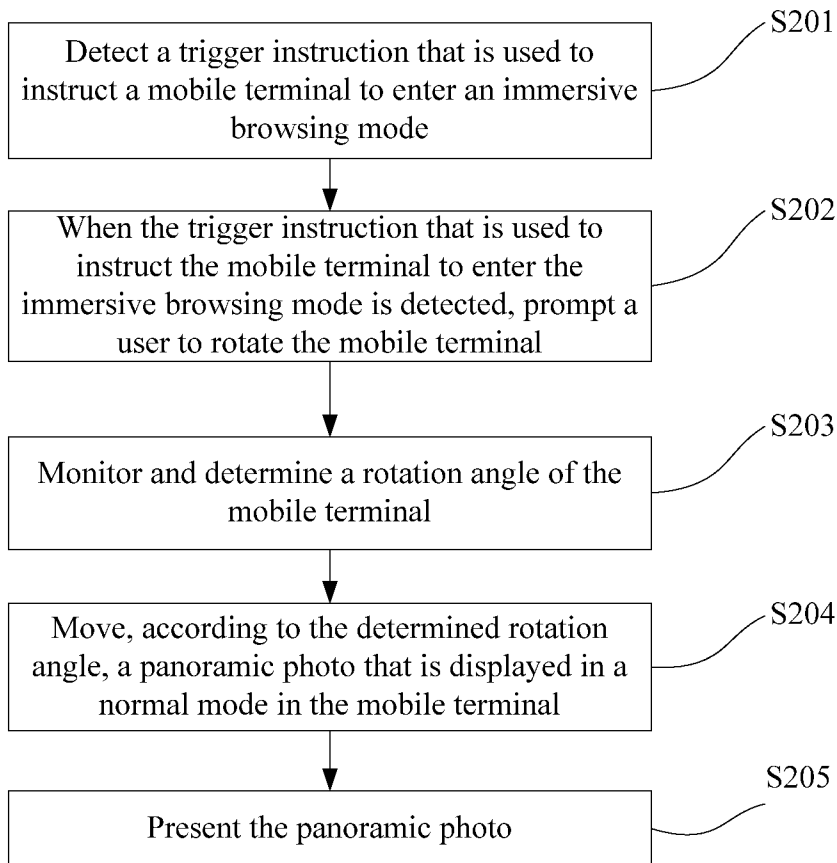 S201
Detect a trigger instruction that is used to
instruct a mobile terminal to enter an immersive
browsing mode
S202
When the trigger instruction that is used to
instruct the mobile terminal to enter the
immersive browsing mode is detected, prompt a
user to rotate the mobile terminal
S203
Monitor and determine a rotation angle of the
mobile terminal
S204
Move, according to the determined rotation
angle, a panoramic photo that is displayed in a
normal mode in the mobile terminal
S205
Present the panoramic photo